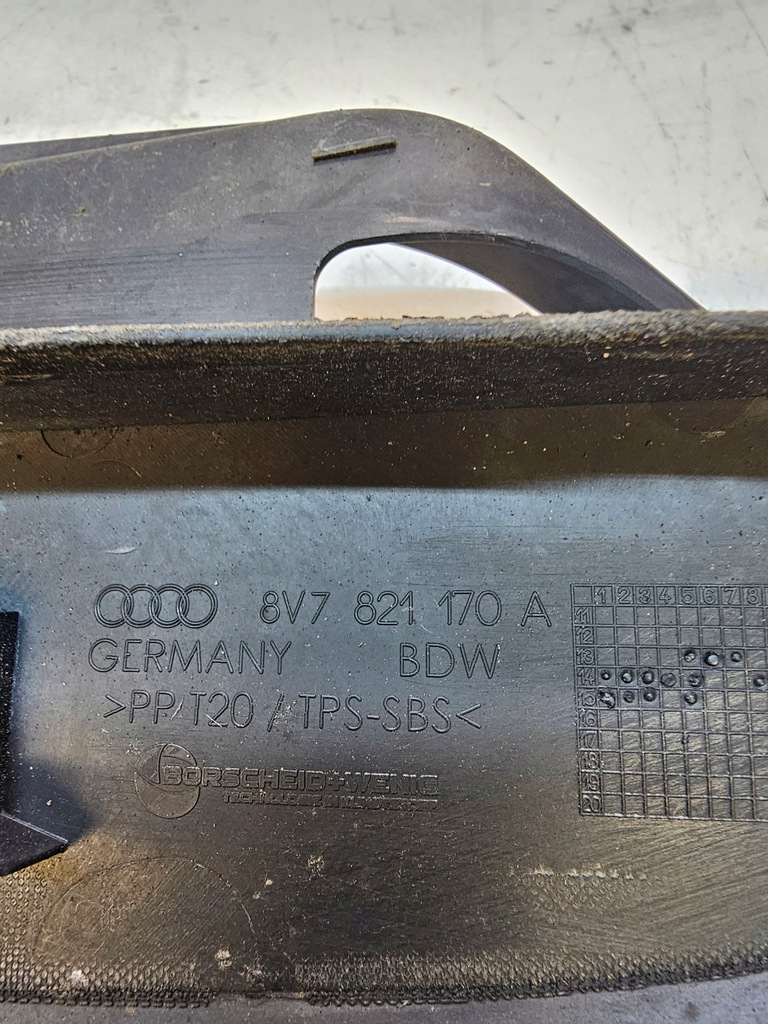 8V7 821 170 A
GERMANY BDW
>PP/T20 / TPS-SBS<
BORSCHEID+WENIG
1 2 3 4 5 6 7 8
11
12
13
14
15
16
17
18
19
20